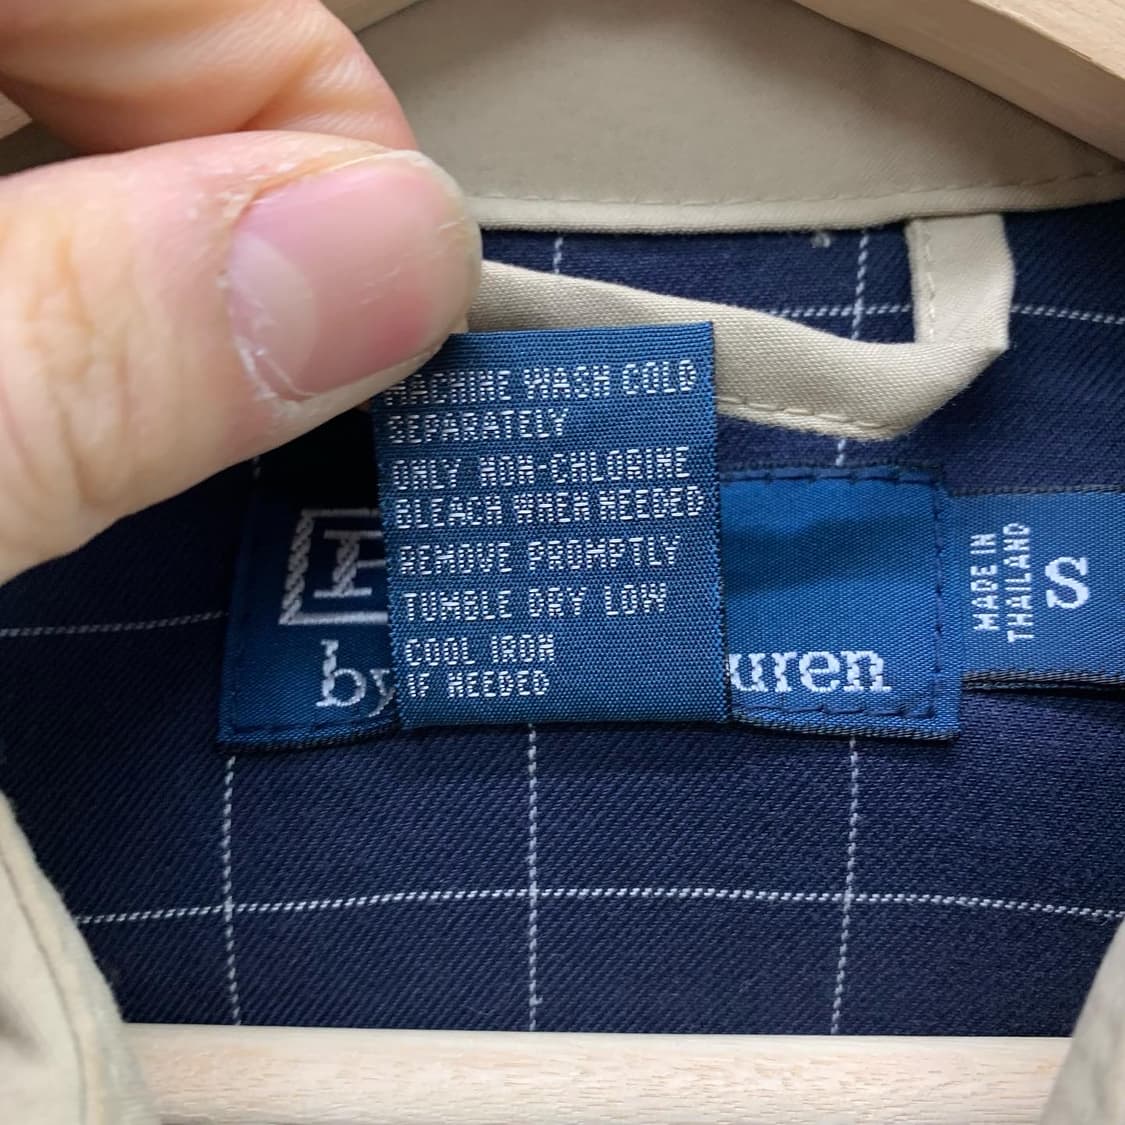 MACHINE WASH COLD
SEPARATELY
ONLY NON-CHLORINE
BLEACH WHEN NEEDED
REMOVE PROMPTLY
TUMBLE DRY LOW
COOL IRON
IF NEEDED
by uren
MADE IN
THAILAND
S